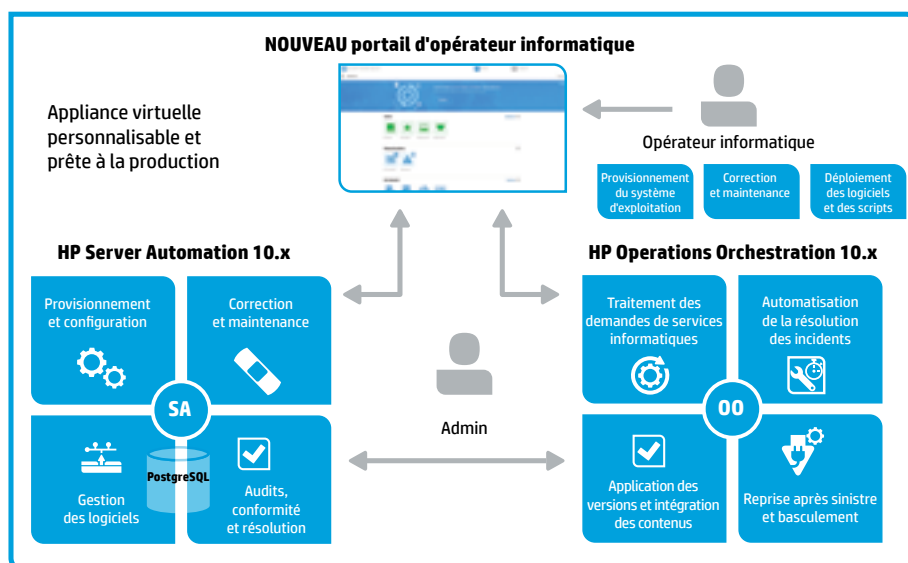 NOUVEAU portail d'opérateur informatique
Appliance virtuelle
personnalisable et
prête à la production
Opérateur informatique
Provisionnement
du système
d'exploitation
Correction
et maintenance
Déploiement
des logiciels
et des scripts
HP Server Automation 10.x
Provisionnement
et configuration
Correction
et maintenance
SA
PostgreSQL
Gestion
des logiciels
Audits,
conformité
et résolution
Admin
HP Operations Orchestration 10.x
Traitement des
demandes de services
informatiques
Automatisation
de la résolution
des incidents
OO
Application des
versions et intégration
des contenus
Reprise après sinistre
et basculement